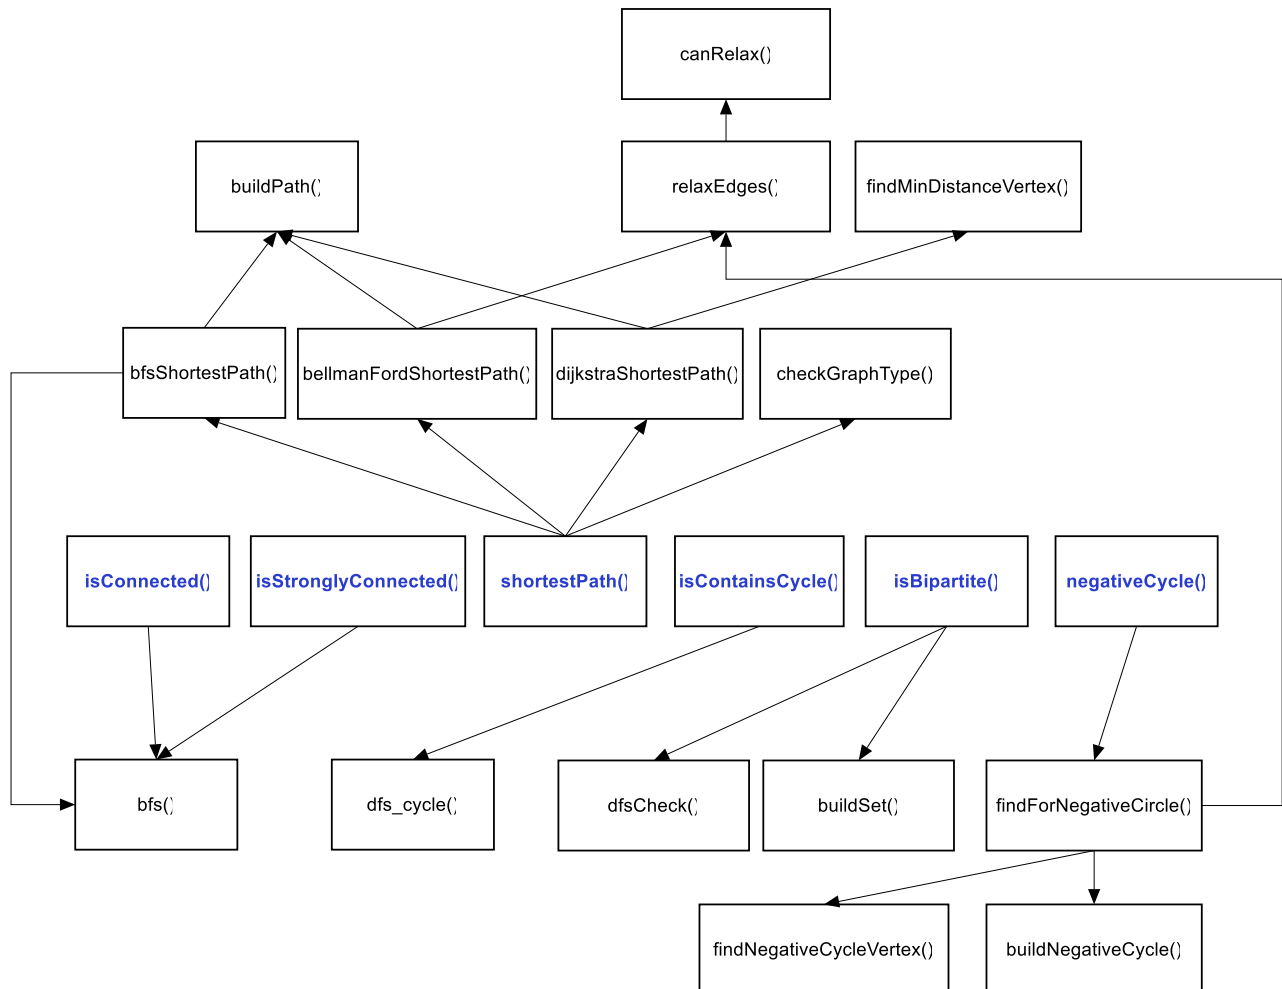 canRelax()
buildPath()
relaxEdges()
findMinDistanceVertex()
bfsShortestPath()
bellmanFordShortestPath()
dijkstraShortestPath()
checkGraphType()
isConnected()
isStronglyConnected()
shortestPath()
isContainsCycle()
isBipartite()
negativeCycle()
bfs()
dfs_cycle()
dfsCheck()
buildSet()
findForNegativeCircle()
findNegativeCycleVertex()
buildNegativeCycle()